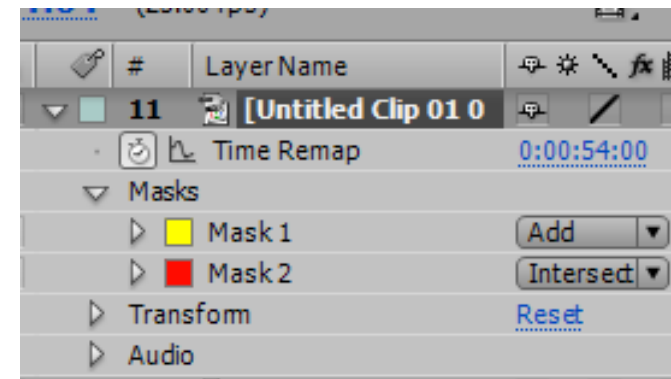 # Layer Name fx
11 [Untitled Clip 01 0
Time Remap 0:00:54:00
Masks
Mask 1 Add
Mask 2 Intersect
Transform Reset
Audio